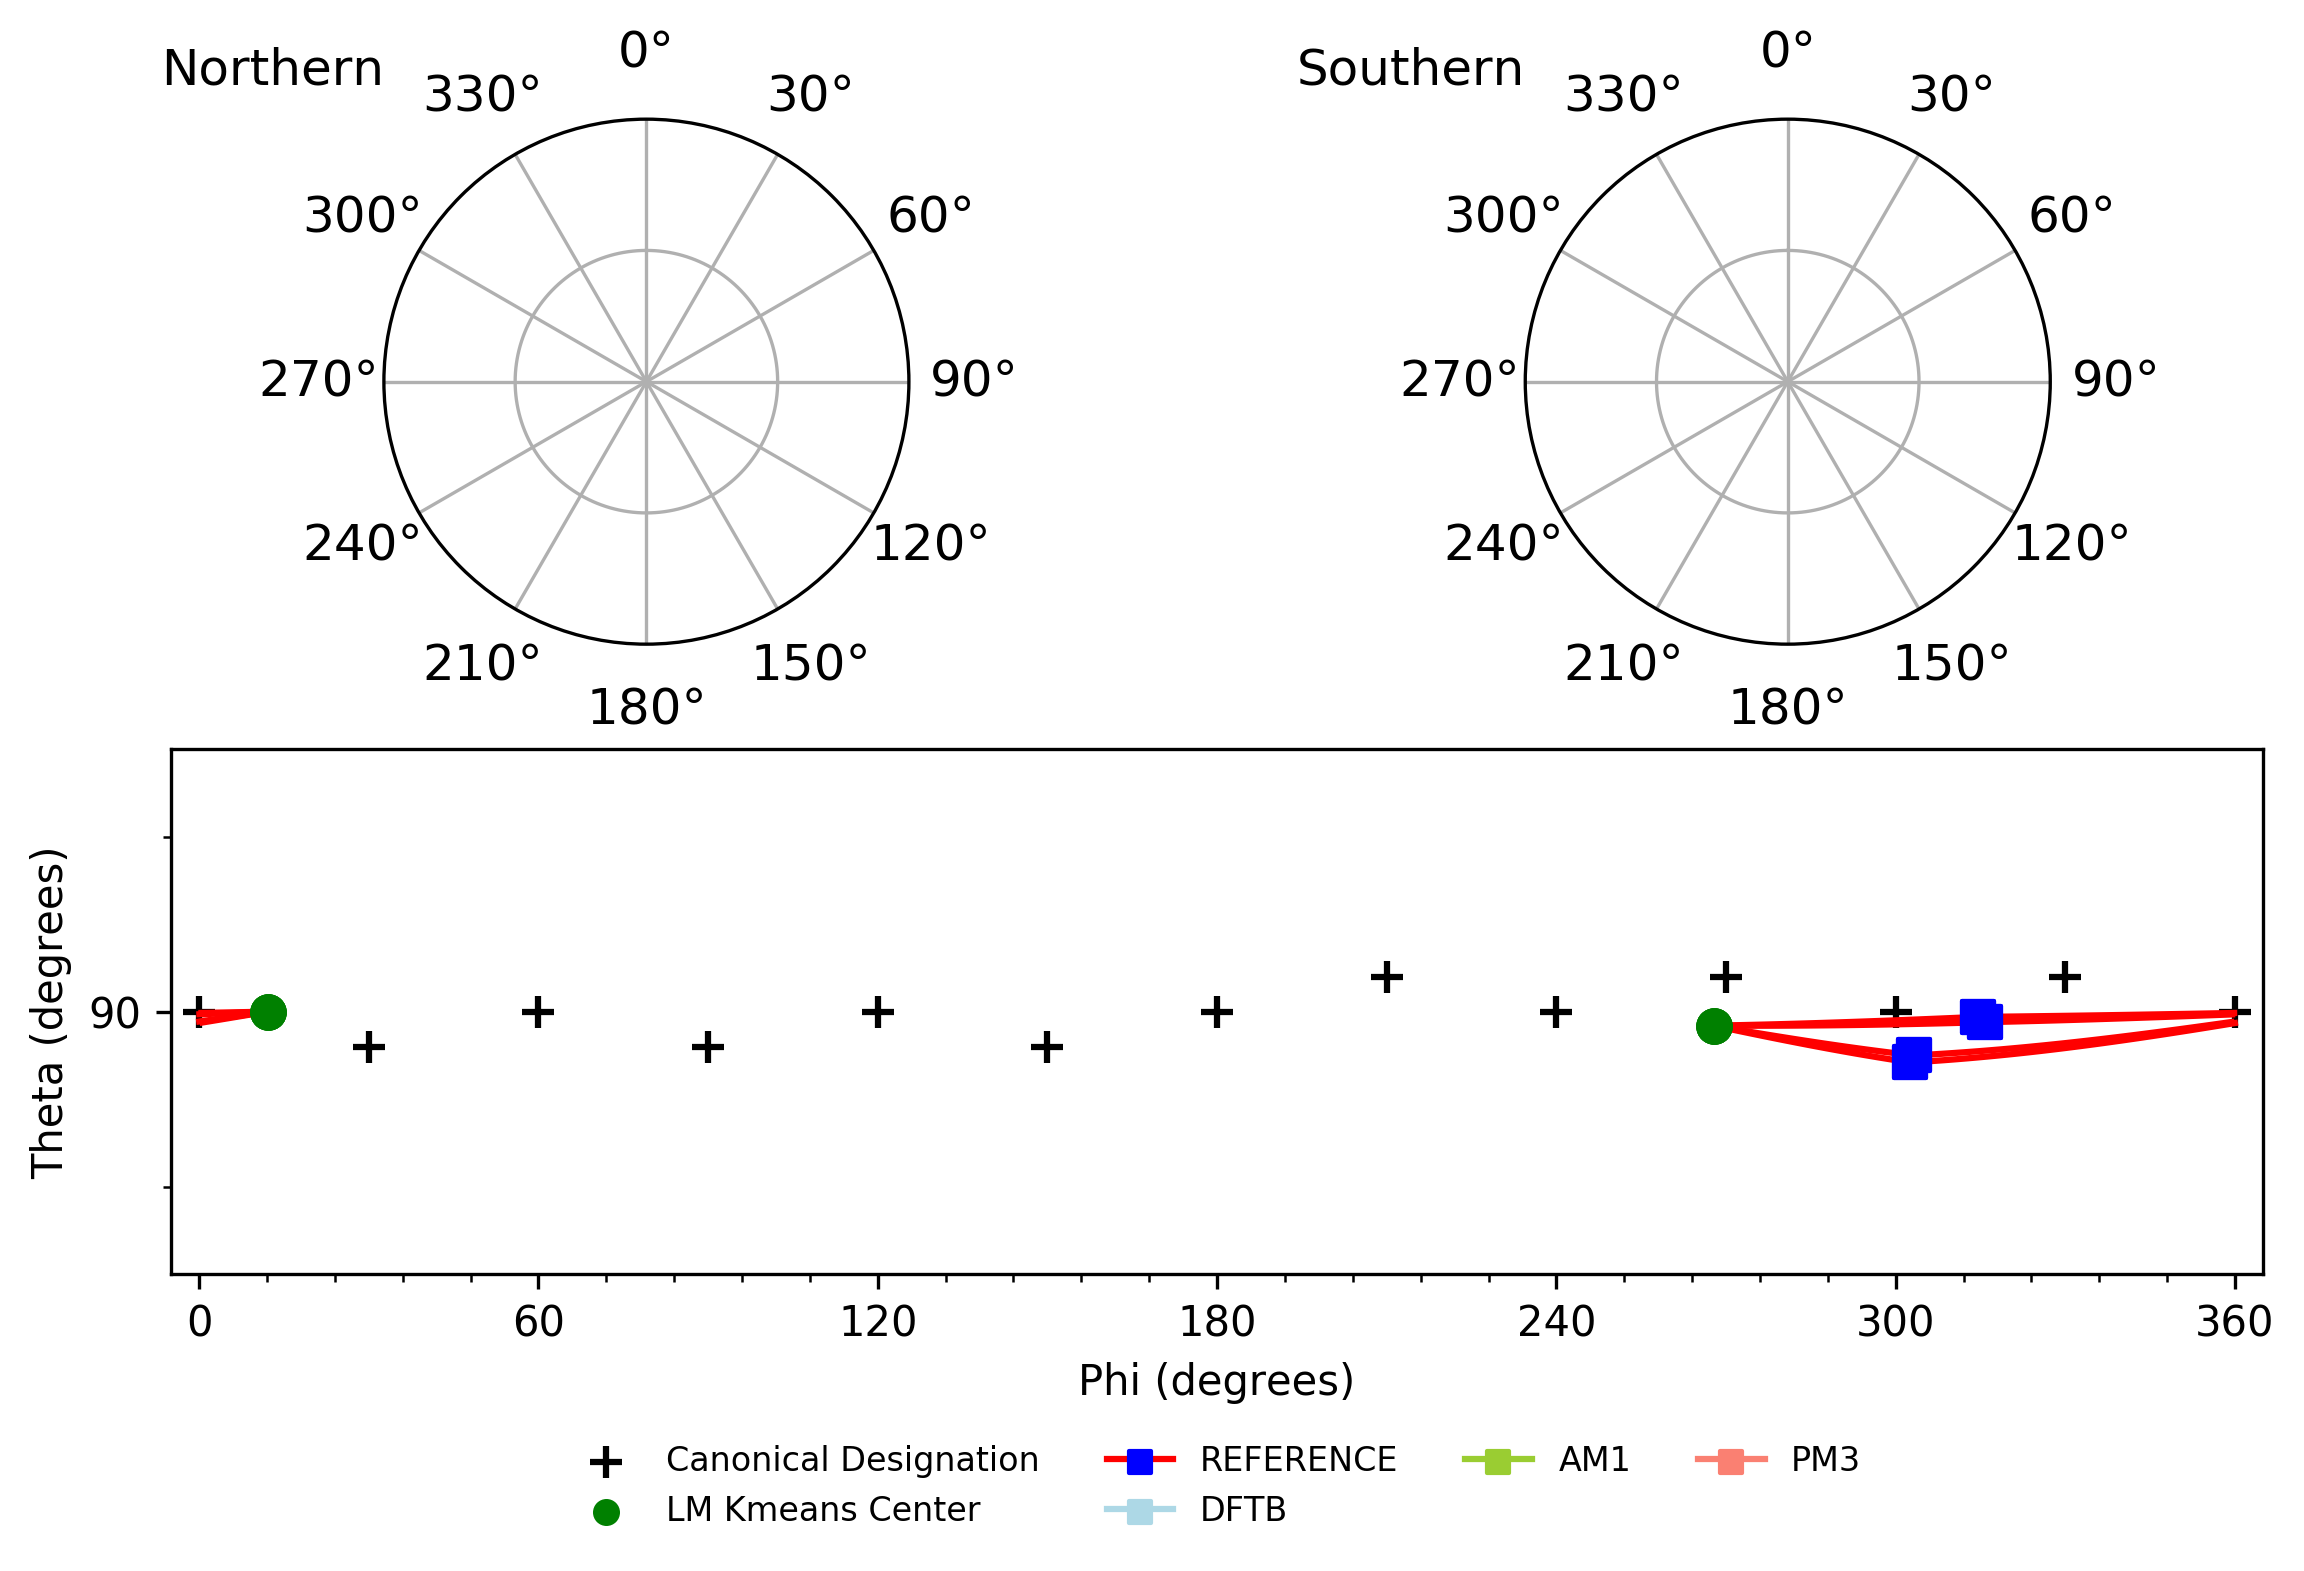 Northern
0°
330°
30°
300°
60°
270°
90°
240°
120°
210°
150°
180°
Southern
0°
330°
30°
300°
60°
270°
90°
240°
120°
210°
150°
180°
Theta (degrees)
90
0 60 120 180 240 300 360
Phi (degrees)
Canonical Designation
LM Kmeans Center
REFERENCE
DFTB
AM1
PM3